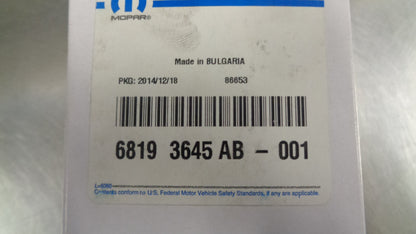 MOPAR®
Made in BULGARIA
PKG: 2014/12/18 86653
6819 3645 AB - 001
L-6060
Contents conform to U.S. Federal Motor Vehicle Safety Standards, if any are applicable.